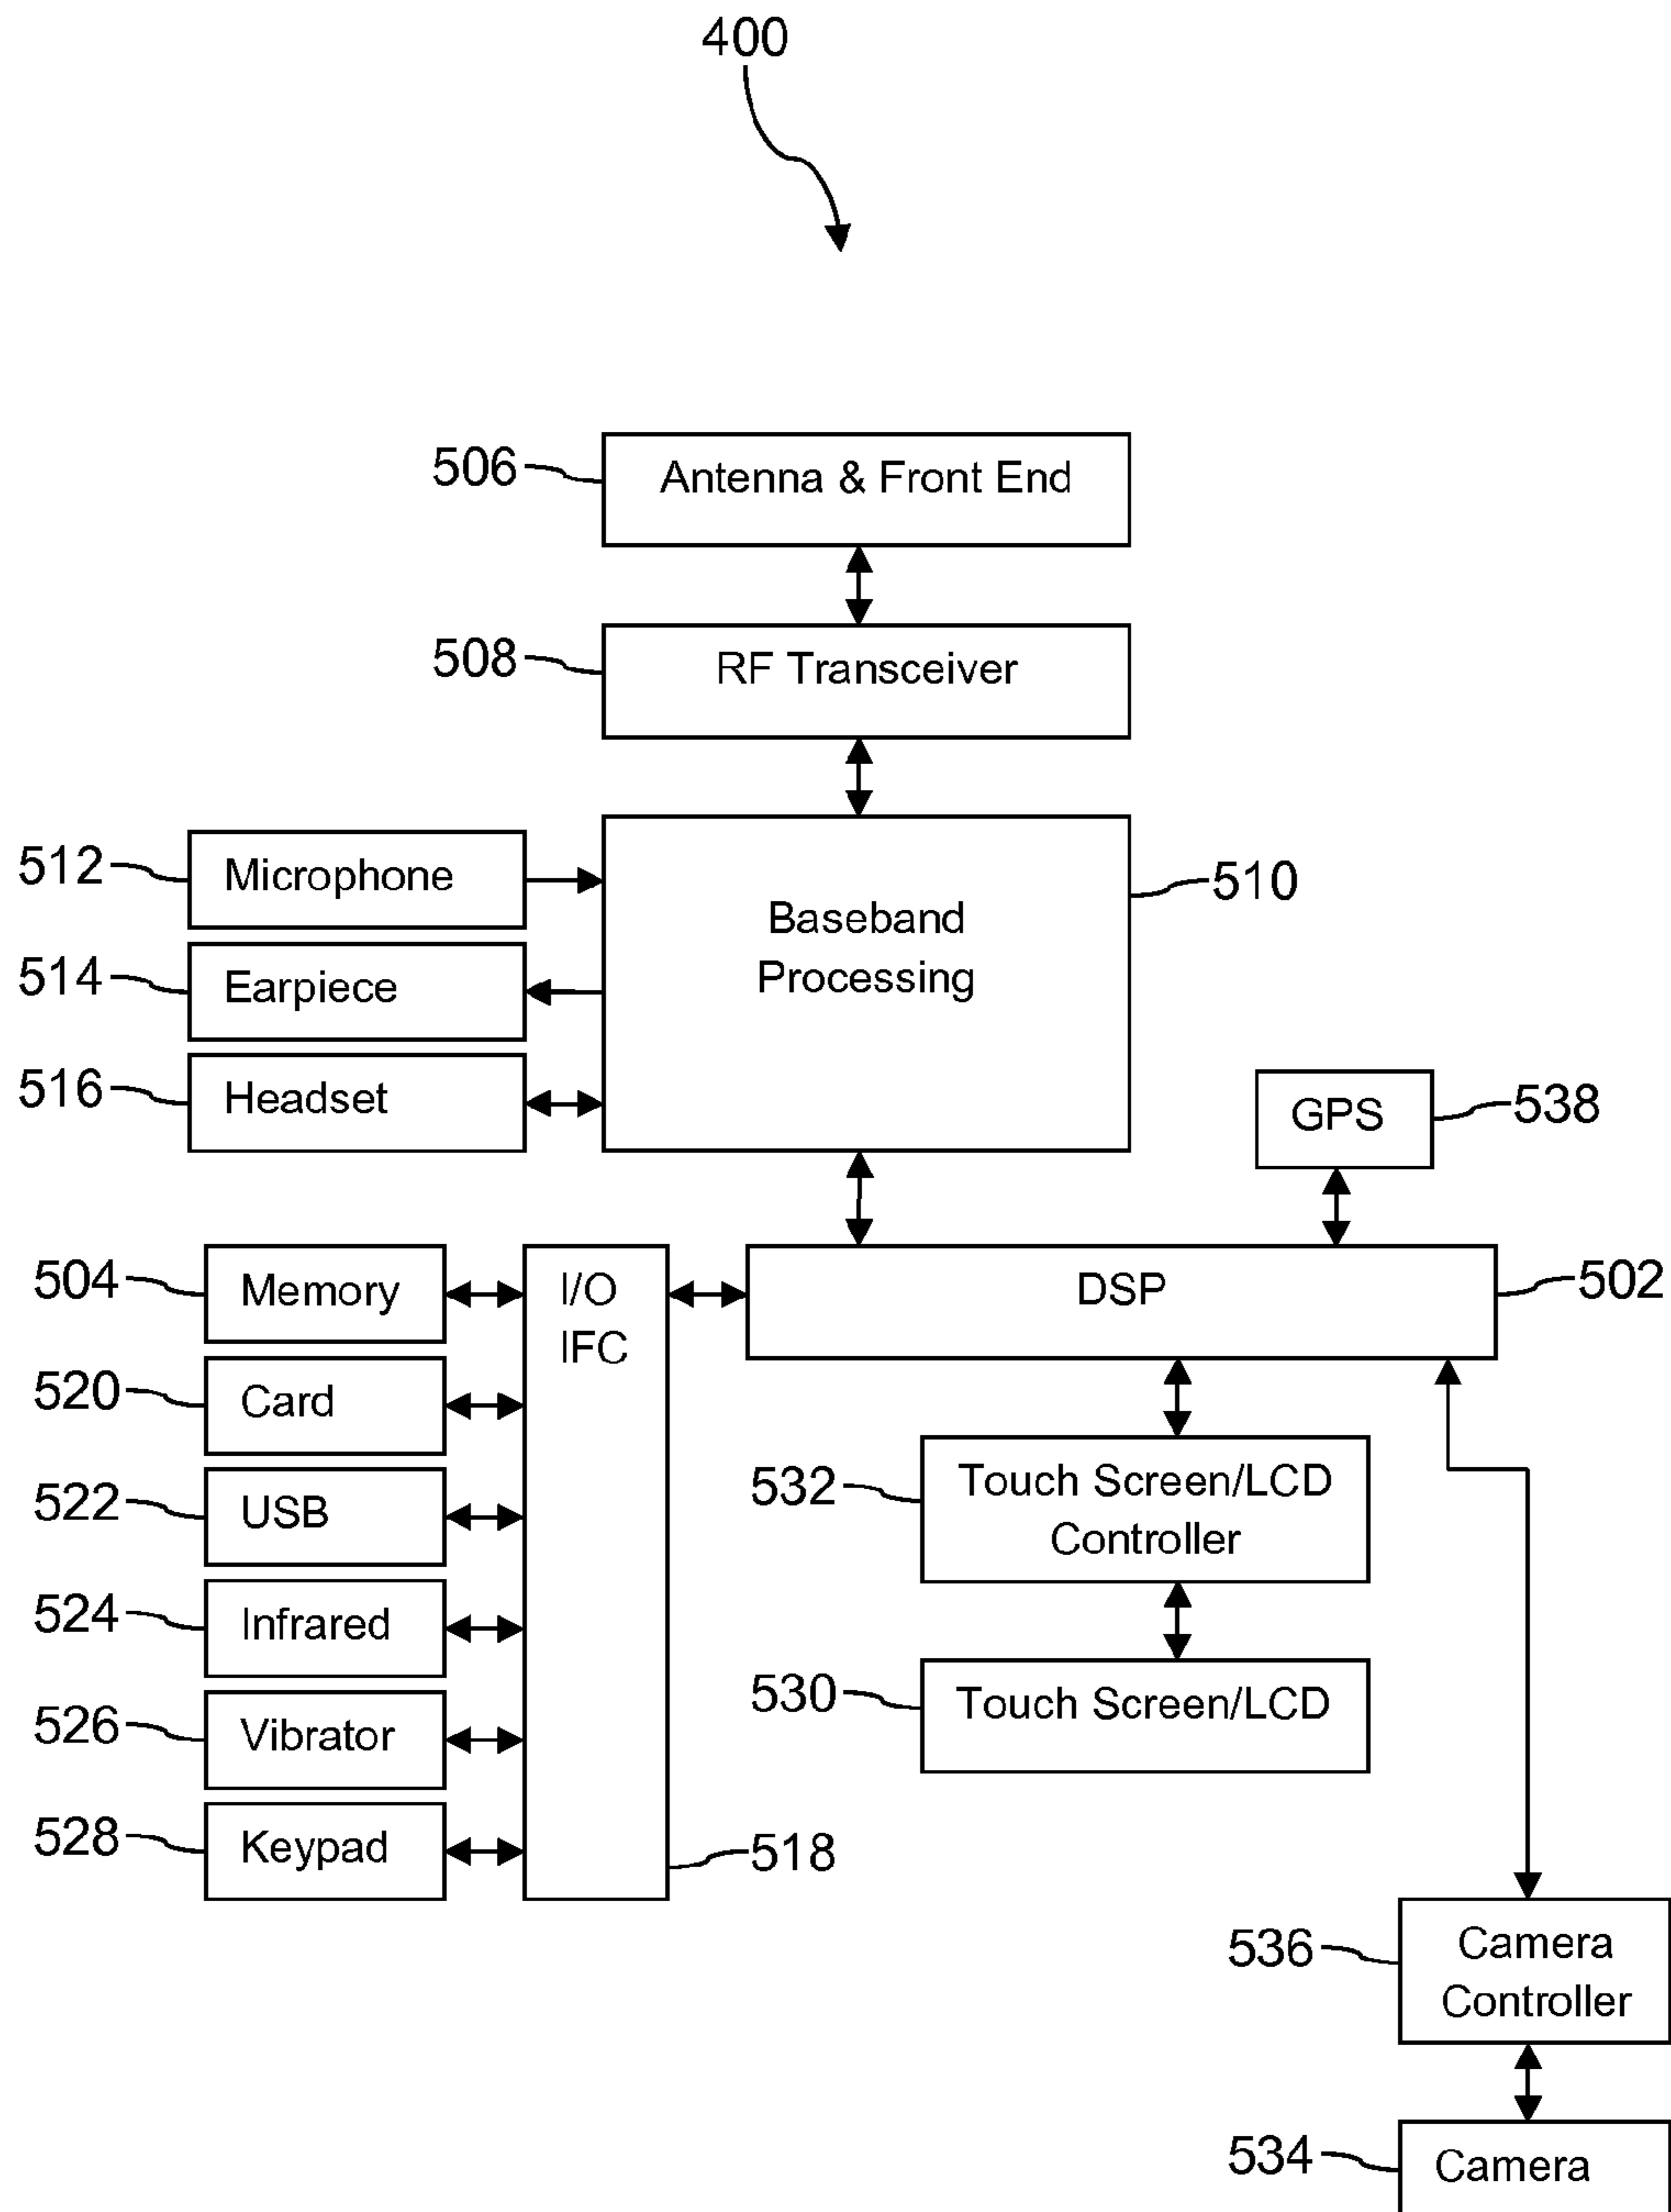 400
506
Antenna & Front End
508
RF Transceiver
512
Microphone
510
Baseband
Processing
514
Earpiece
516
Headset
GPS
538
504
Memory
I/O
IFC
DSP
502
520
Card
522
USB
532
Touch Screen/LCD
Controller
524
Infrared
530
Touch Screen/LCD
526
Vibrator
528
Keypad
518
536
Camera
Controller
534
Camera